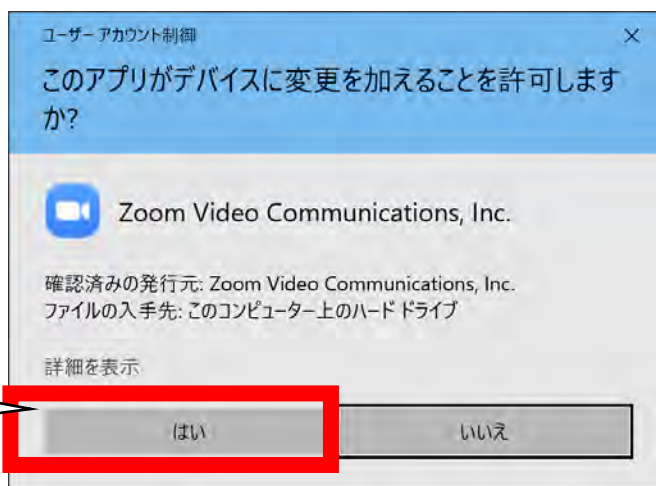 ユーザー アカウント制御
このアプリがデバイスに変更を加えることを許可します
か?
Zoom Video Communications, Inc.
確認済みの発行元: Zoom Video Communications, Inc.
ファイルの入手先: このコンピューター上のハード ドライブ
詳細を表示
はい
いいえ